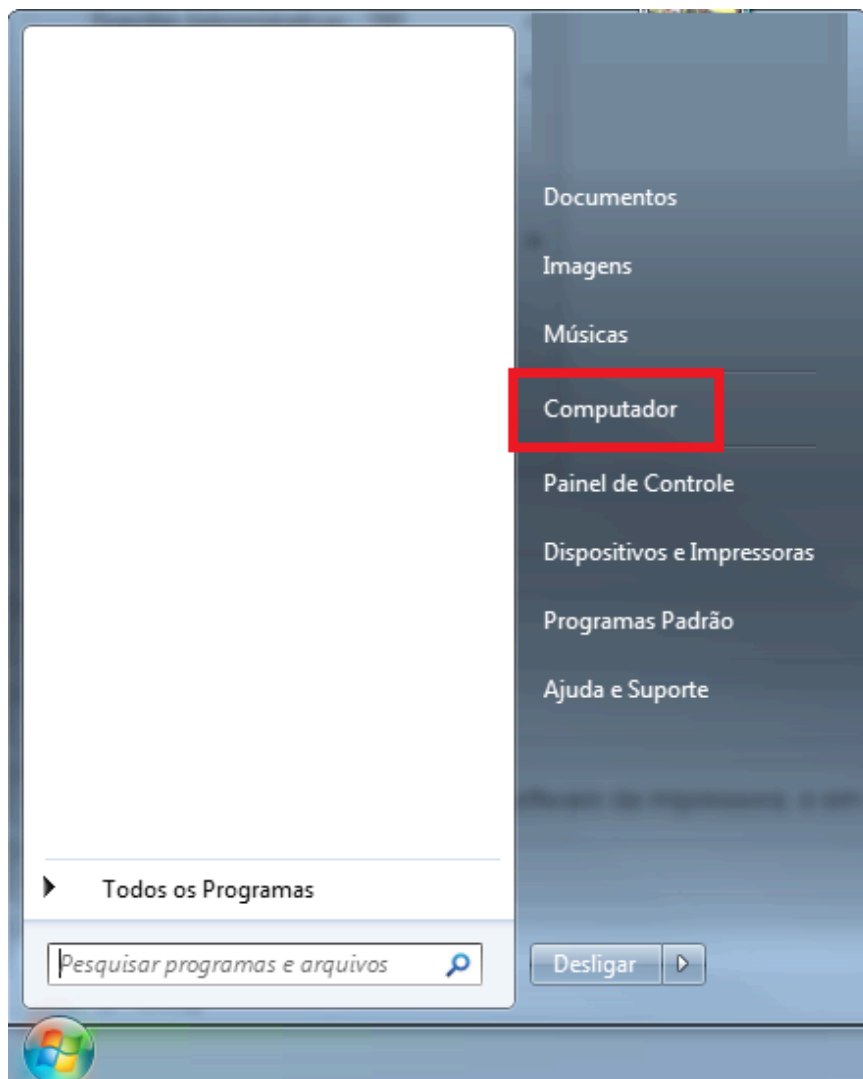 Documentos
Imagens
Músicas
Computador
Painel de Controle
Dispositivos e Impressoras
Programas Padrão
Ajuda e Suporte
Todos os Programas
Pesquisar programas e arquivos
Desligar